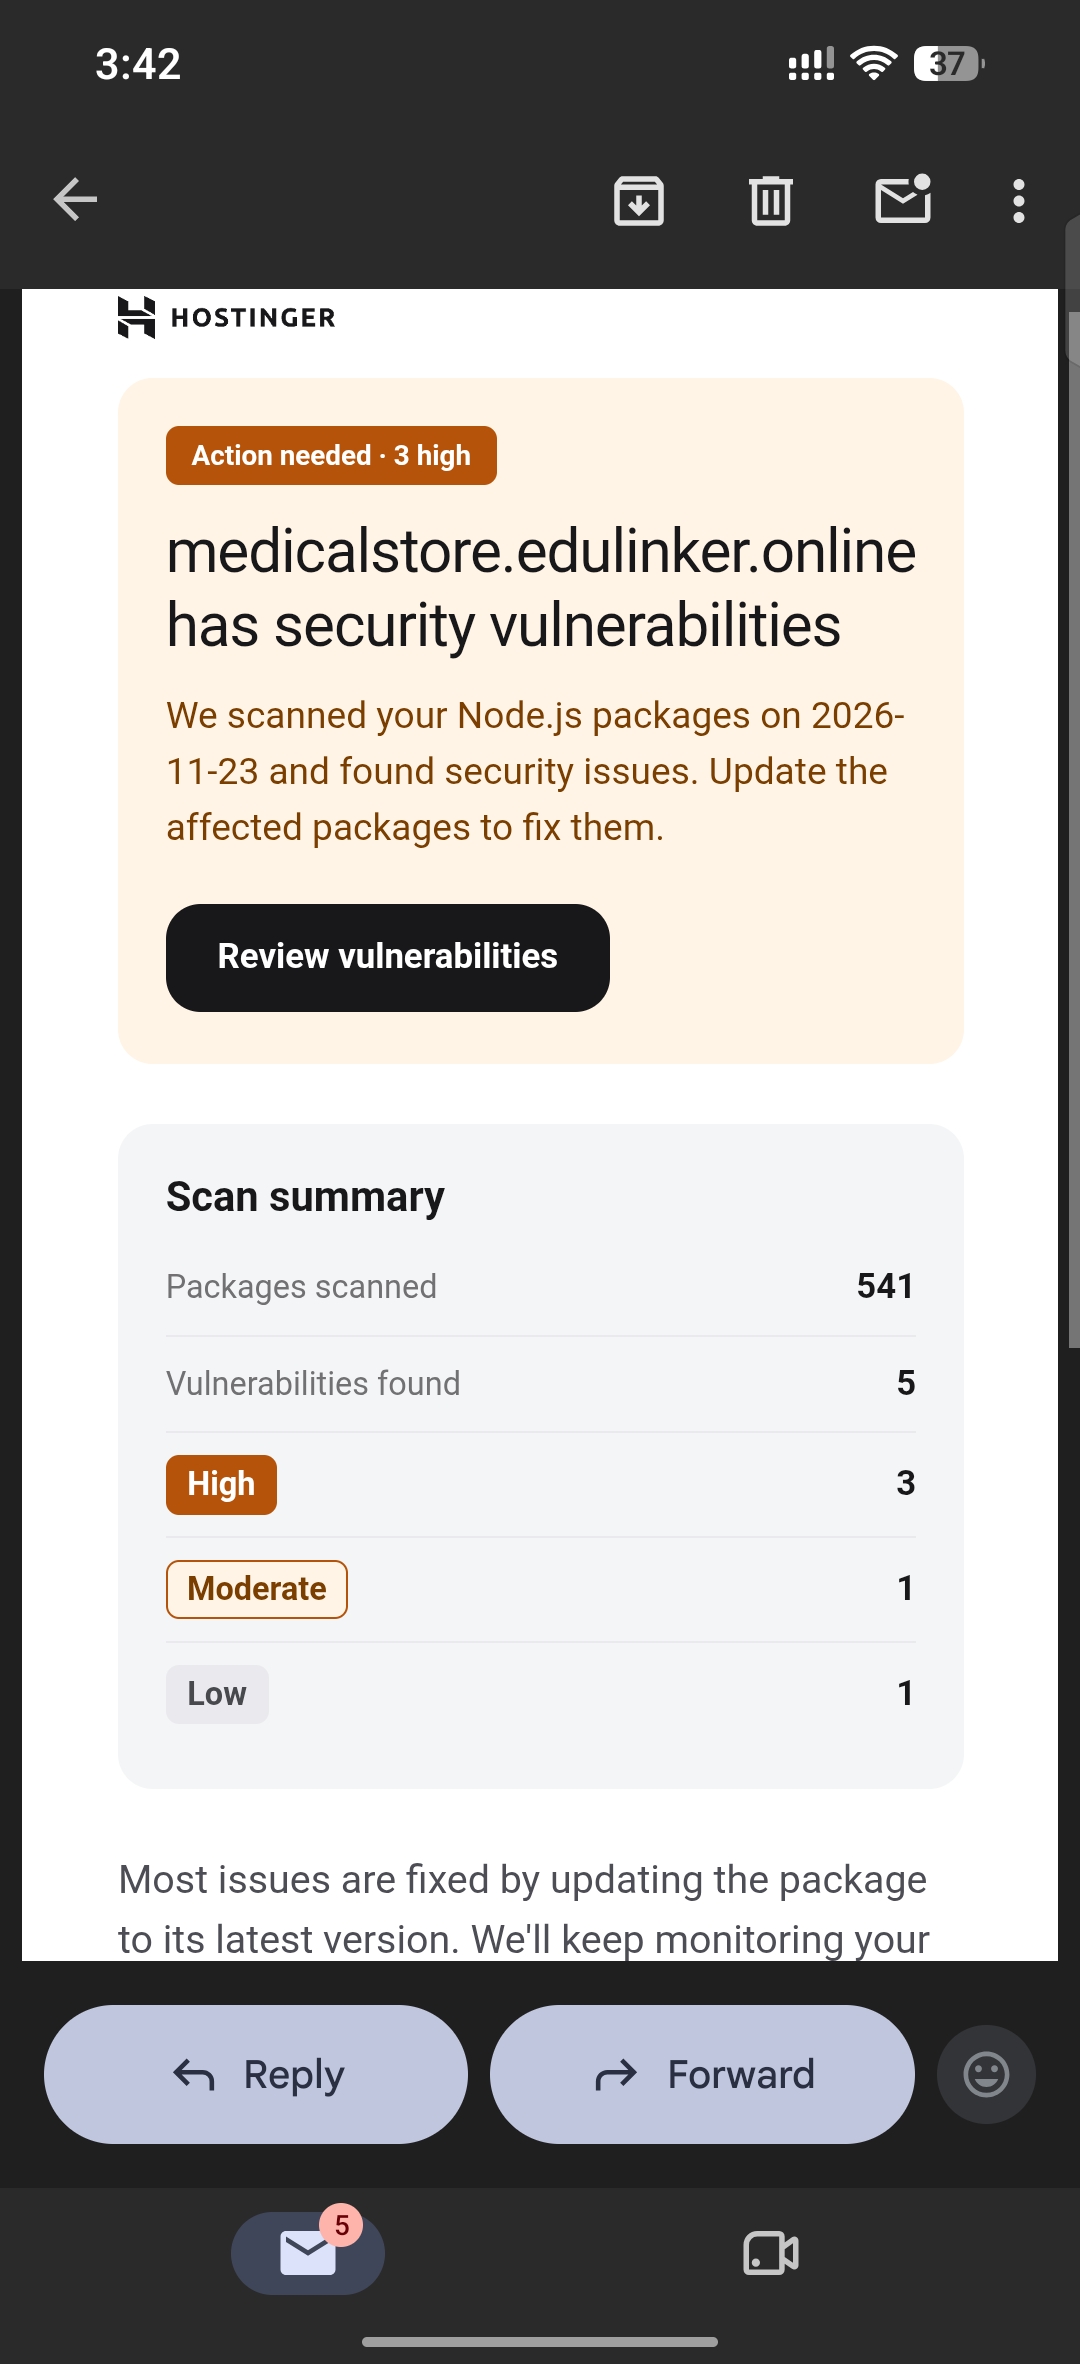 3:42
37
HOSTINGER
Action needed · 3 high
medicalstore.edulinker.online
has security vulnerabilities
We scanned your Node.js packages on 2026-
11-23 and found security issues. Update the
affected packages to fix them.
Review vulnerabilities
Scan summary
Packages scanned 541
Vulnerabilities found 5
High 3
Moderate 1
Low 1
Most issues are fixed by updating the package
to its latest version. We'll keep monitoring your
Reply
Forward
5